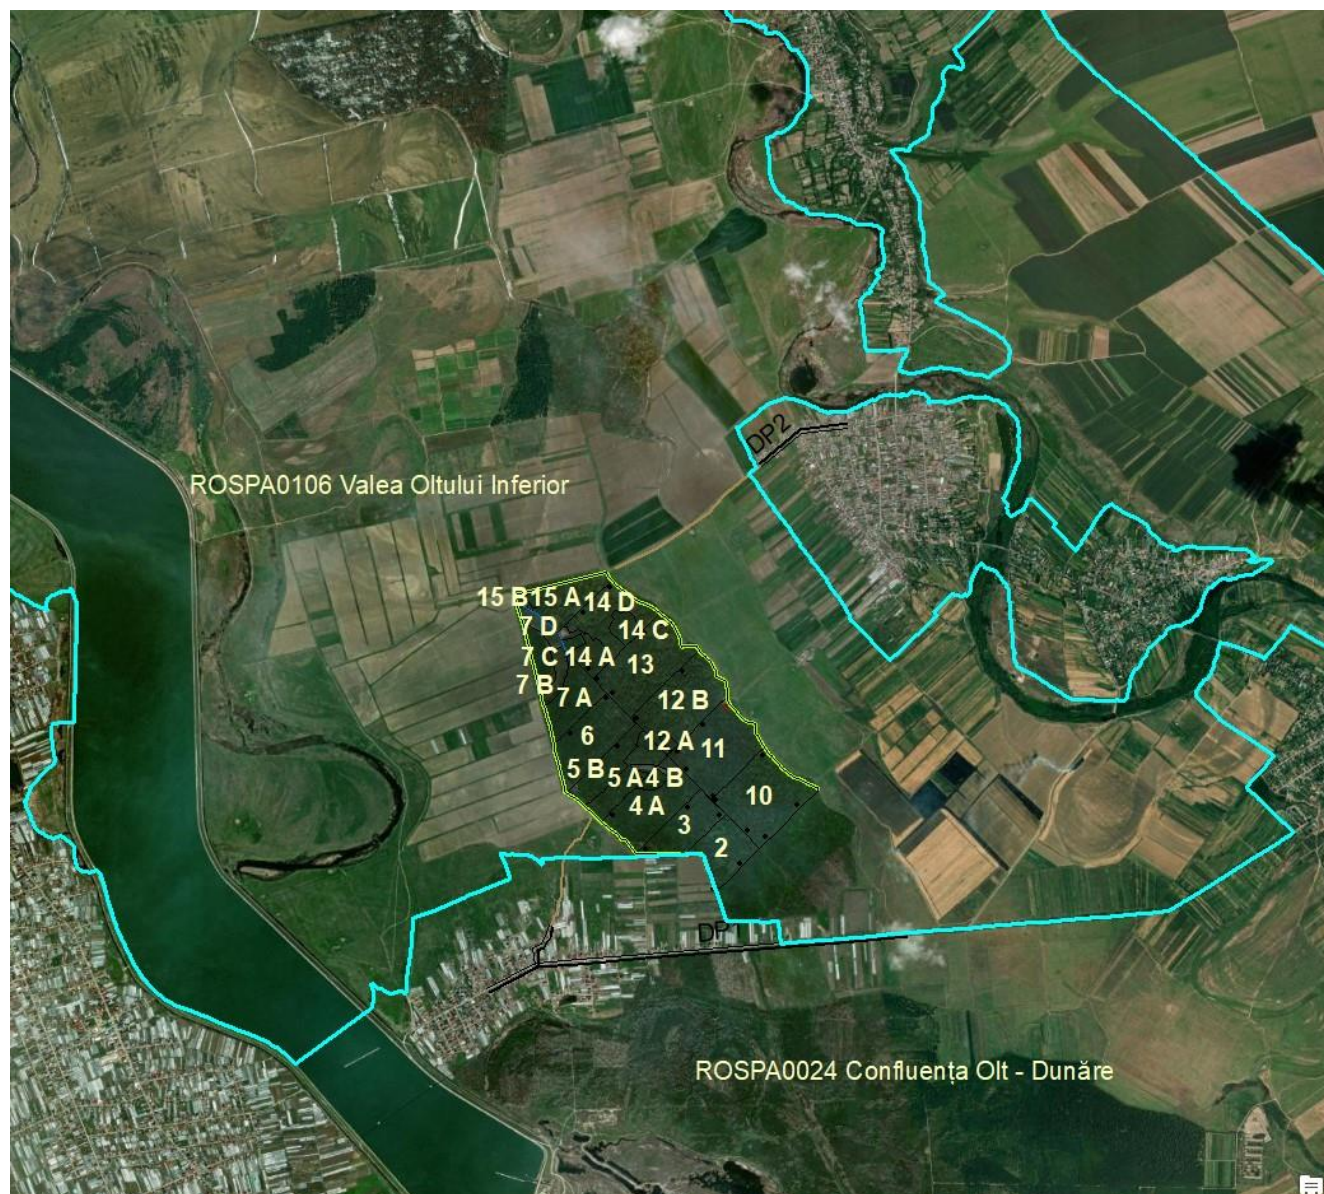 DP2
ROSPA0106 Valea Oltului Inferior
15 B
15 A
14 D
7 D
14 C
7 C
14 A
13
7 B
7 A
12 B
6
12 A
11
5 B
5 A
4 B
10
4 A
3
2
DP1
ROSPA0024 Confluența Olt - Dunăre